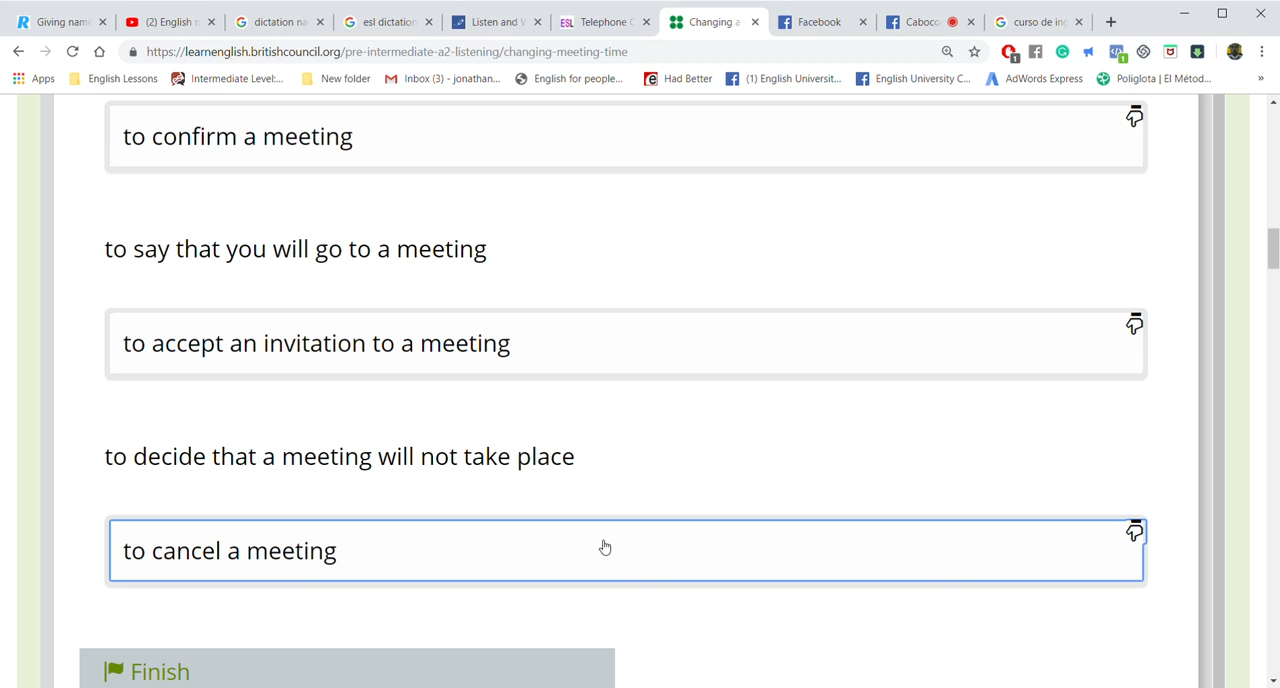 Giving name
(2) English n
dictation na
esl dictation
Listen and W
ESL Telephone C
Changing a
Facebook
Caboco
curso de in
https://learnenglish.britishcouncil.org/pre-intermediate-a2-listening/changing-meeting-time
Apps
English Lessons
Intermediate Level:...
New folder
Inbox (3) - jonathan...
English for people...
Had Better
(1) English Universit...
English University C...
AdWords Express
Poliglota | El Métod...
»
to confirm a meeting
to say that you will go to a meeting
to accept an invitation to a meeting
to decide that a meeting will not take place
to cancel a meeting
Finish